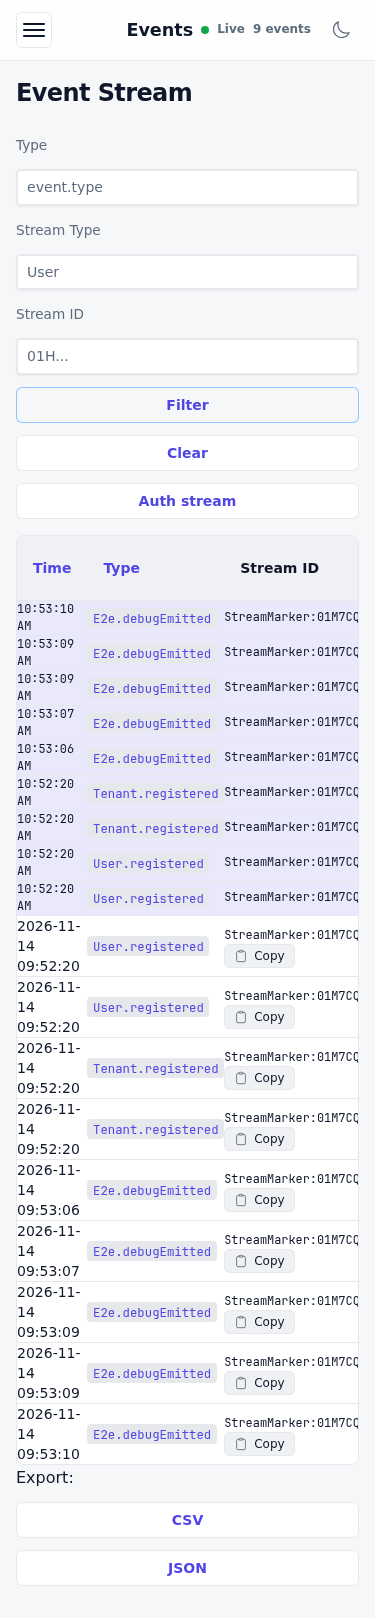 Events Live 9 events
Event Stream
Type
event.type
Stream Type
User
Stream ID
01H...
Filter
Clear
Auth stream
Time Type Stream ID
10:53:10 AM E2e.debugEmitted StreamMarker:01M7CQ
10:53:09 AM E2e.debugEmitted StreamMarker:01M7CQ
10:53:09 AM E2e.debugEmitted StreamMarker:01M7CQ
10:53:07 AM E2e.debugEmitted StreamMarker:01M7CQ
10:53:06 AM E2e.debugEmitted StreamMarker:01M7CQ
10:52:20 AM Tenant.registered StreamMarker:01M7CQ
10:52:20 AM Tenant.registered StreamMarker:01M7CQ
10:52:20 AM User.registered StreamMarker:01M7CQ
10:52:20 AM User.registered StreamMarker:01M7CQ
2026-11-14 09:52:20 User.registered StreamMarker:01M7CQ Copy
2026-11-14 09:52:20 User.registered StreamMarker:01M7CQ Copy
2026-11-14 09:52:20 Tenant.registered StreamMarker:01M7CQ Copy
2026-11-14 09:52:20 Tenant.registered StreamMarker:01M7CQ Copy
2026-11-14 09:53:06 E2e.debugEmitted StreamMarker:01M7CQ Copy
2026-11-14 09:53:07 E2e.debugEmitted StreamMarker:01M7CQ Copy
2026-11-14 09:53:09 E2e.debugEmitted StreamMarker:01M7CQ Copy
2026-11-14 09:53:09 E2e.debugEmitted StreamMarker:01M7CQ Copy
2026-11-14 09:53:10 E2e.debugEmitted StreamMarker:01M7CQ Copy
Export:
CSV
JSON